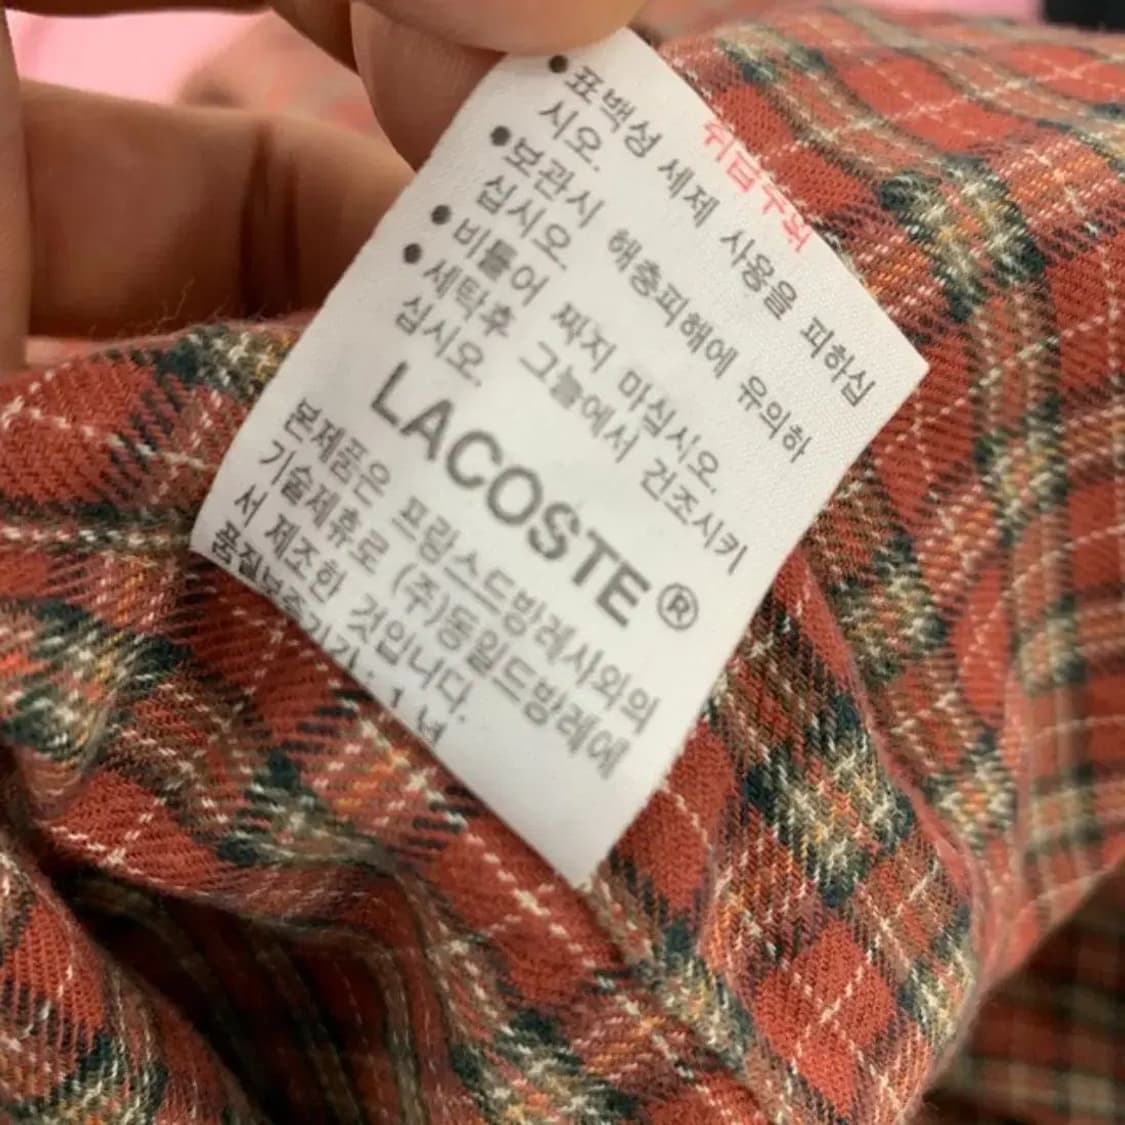 취급주의
• 표백성 세제 사용을 피하십
시오.
• 보관시 해충피해에 유의하
십시오.
• 비틀어 짜지 마십시오.
• 세탁후 그늘에서 건조시키
십시오.
LACOSTE ®
본제품은 프랑스드방레사와의
기술제휴로 (주)동일드방레에
서 제조한 것입니다.
품질보증기간 : 1 년